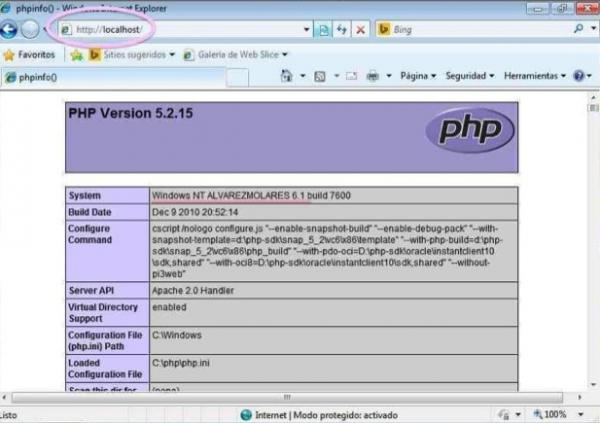 phpinfo() - Windows Internet Explorer
http://localhost/
Bing
Favoritos
Sitios sugeridos
Galería de Web Slice
phpinfo()
Página
Seguridad
Herramientas
PHP Version 5.2.15
php
System
Windows NT ALVAREZMOLARES 6.1 build 7600
Build Date
Dec 9 2010 20:52:14
Configure
Command
cscript /nologo configure.js "--enable-snapshot-build" "--enable-debug-pack" "--with-
snapshot-template=d:\php-sdk\snap_5_2\vc6\x86\template" "--with-php-build=d:\php-
sdk\snap_5_2\vc6\x86\php_build" "--with-pdo-oci=D:\php-sdk\oracle\instantclient10
\sdk,shared" "--with-oci8=D:\php-sdk\oracle\instantclient10\sdk,shared" "--without-
pi3web"
Server API
Apache 2.0 Handler
Virtual Directory
Support
enabled
Configuration File
(php.ini) Path
C:\Windows
Loaded
Configuration File
C:\php\php.ini
Scan this dir for
(none)
Listo
Internet | Modo protegido: activado
100%